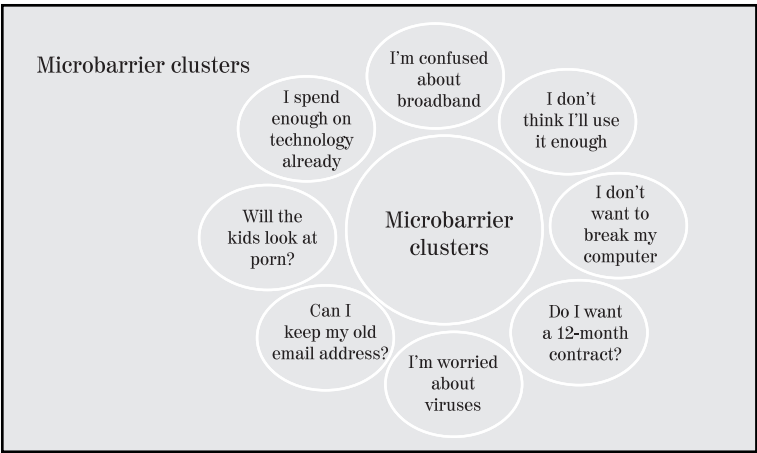 Microbarrier clusters
I’m confused
about
broadband
I don’t
think I’ll use
it enough
I don’t
want to
break my
computer
Do I want
a 12-month
contract?
I’m worried
about
viruses
Can I
keep my old
email address?
Will the
kids look at
porn?
I spend
enough on
technology
already
Microbarrier
clusters